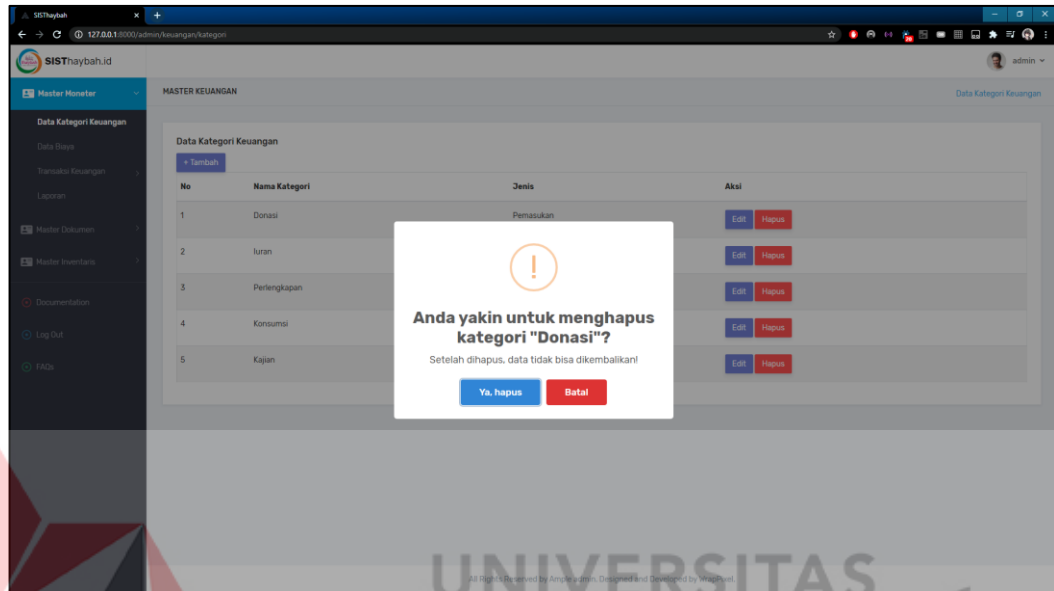 SISThaybah
127.0.0.1:8000/admin/keuangan/kategori
SISThaybah.id
admin
Master Moneter
MASTER KEUANGAN
Data Kategori Keuangan
Data Kategori Keuangan
Data Biaya
Transaksi Keuangan
Laporan
Master Dokumen
Master Inventaris
Documentation
Log Out
FAQs
Data Kategori Keuangan
+ Tambah
No Nama Kategori Jenis Aksi
1 Donasi Pemasukan Edit Hapus
2 Iuran Edit Hapus
3 Perlengkapan Edit Hapus
4 Konsumsi Edit Hapus
5 Kajian Edit Hapus
Anda yakin untuk menghapus
kategori "Donasi"?
Setelah dihapus, data tidak bisa dikembalikan!
Ya, hapus Batal
UNIVERSITAS
All Rights Reserved by Ample admin. Designed and Developed by WrapPixel.